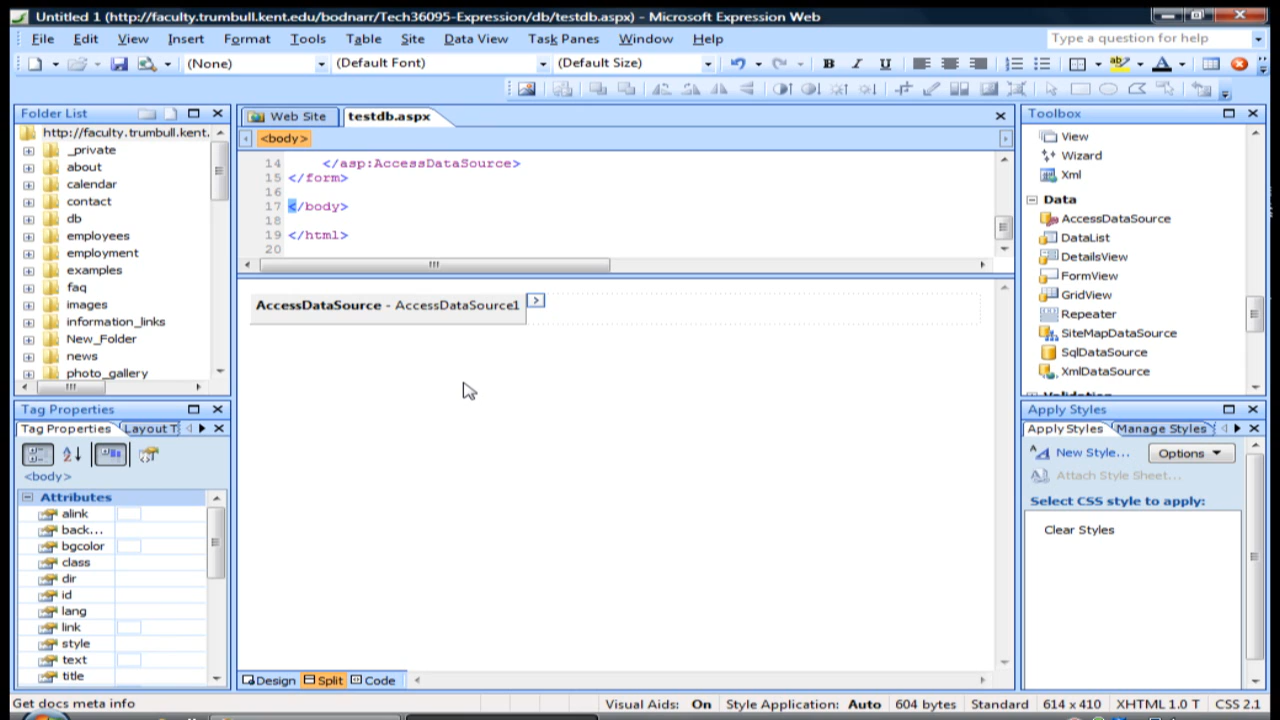 Untitled 1 (http://faculty.trumbull.kent.edu/bodnarr/Tech36095-Expression/db/testdb.aspx) - Microsoft Expression Web
File Edit View Insert Format Tools Table Site Data View Task Panes Window Help
Type a question for help
(None) (Default Font) (Default Size) B I U A
Folder List
http://faculty.trumbull.kent.
_private
about
calendar
contact
db
employees
employment
examples
faq
images
information_links
New_Folder
news
photo_gallery
Tag Properties
Tag Properties Layout T
<body>
Attributes
alink
back...
bgcolor
class
dir
id
lang
link
style
text
title
Web Site testdb.aspx
<body>
14 </asp:AccessDataSource>
15 </form>
16
17 </body>
18
19 </html>
20
AccessDataSource - AccessDataSource1
Design Split Code
Toolbox
View
Wizard
Xml
Data
AccessDataSource
DataList
DetailsView
FormView
GridView
Repeater
SiteMapDataSource
SqlDataSource
XmlDataSource
Apply Styles
Apply Styles Manage Styles
New Style... Options
Attach Style Sheet...
Select CSS style to apply:
Clear Styles
Get docs meta info
Visual Aids: On Style Application: Auto 604 bytes Standard 614 x 410 XHTML 1.0 T CSS 2.1